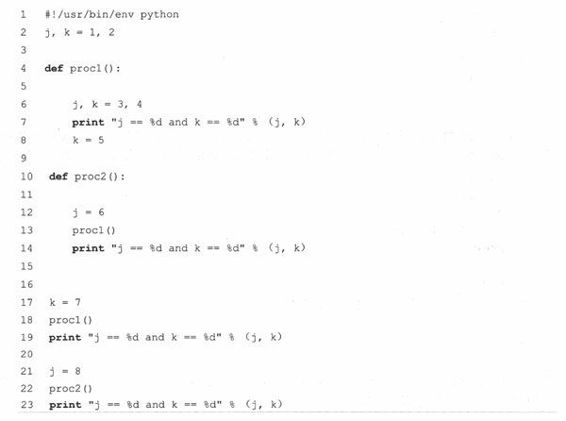 1 #!/usr/bin/env python
2 j, k = 1, 2
3
4 def proc1():
5
6 j, k = 3, 4
7 print "j == %d and k == %d" % (j, k)
8 k = 5
9
10 def proc2():
11
12 j = 6
13 proc1()
14 print "j == %d and k == %d" % (j, k)
15
16
17 k = 7
18 proc1()
19 print "j == %d and k == %d" % (j, k)
20
21 j = 8
22 proc2()
23 print "j == %d and k == %d" % (j, k)